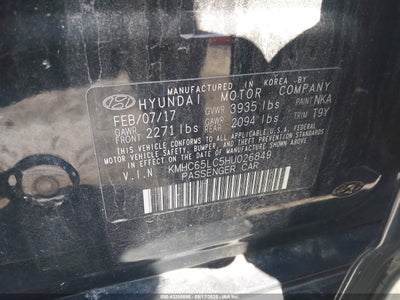 MANUFACTURED IN KOREA BY
HYUNDAI MOTOR COMPANY
FEB/07/17 GVWR 3935 lbs PAINT NKA
GAWR FRONT 2271 lbs GAWR REAR 2094 lbs TRIM T9Y
THIS VEHICLE CONFORMS TO ALL APPLICABLE U.S. FEDERAL
MOTOR VEHICLE SAFETY, BUMPER, AND THEFT PREVENTION STANDARDS
IN EFFECT ON THE DATE OF MANUFACTURE SHOWN ABOVE.
V.I.N KMHC65LC5HU026849
PASSENGER CAR